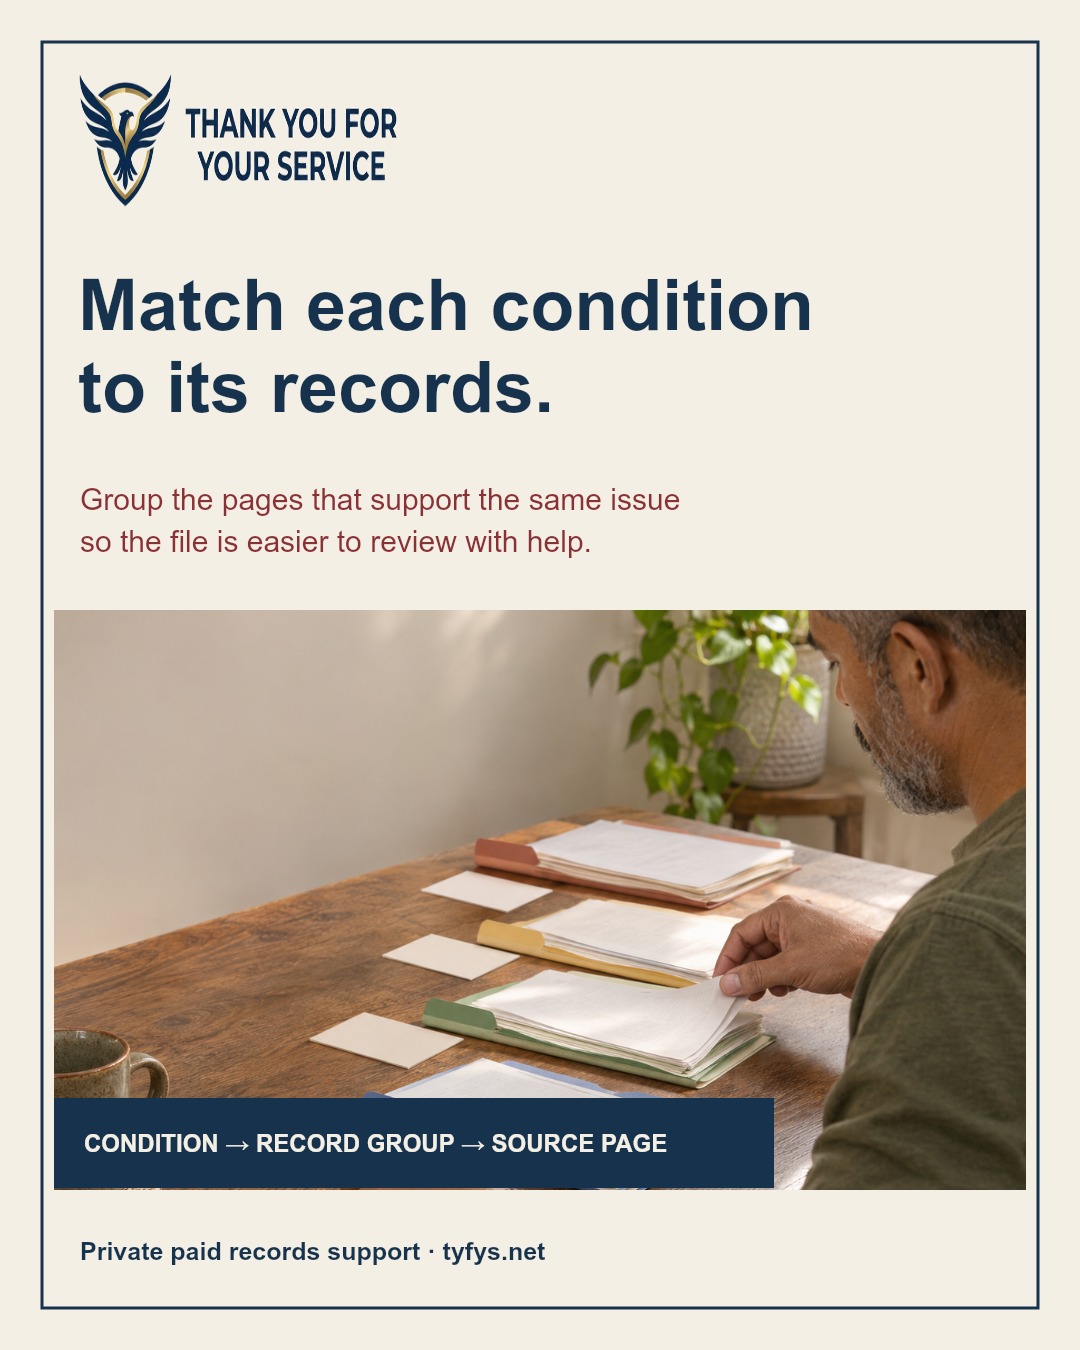 THANK YOU FOR
YOUR SERVICE
Match each condition
to its records.
Group the pages that support the same issue
so the file is easier to review with help.
CONDITION → RECORD GROUP → SOURCE PAGE
Private paid records support · tyfys.net